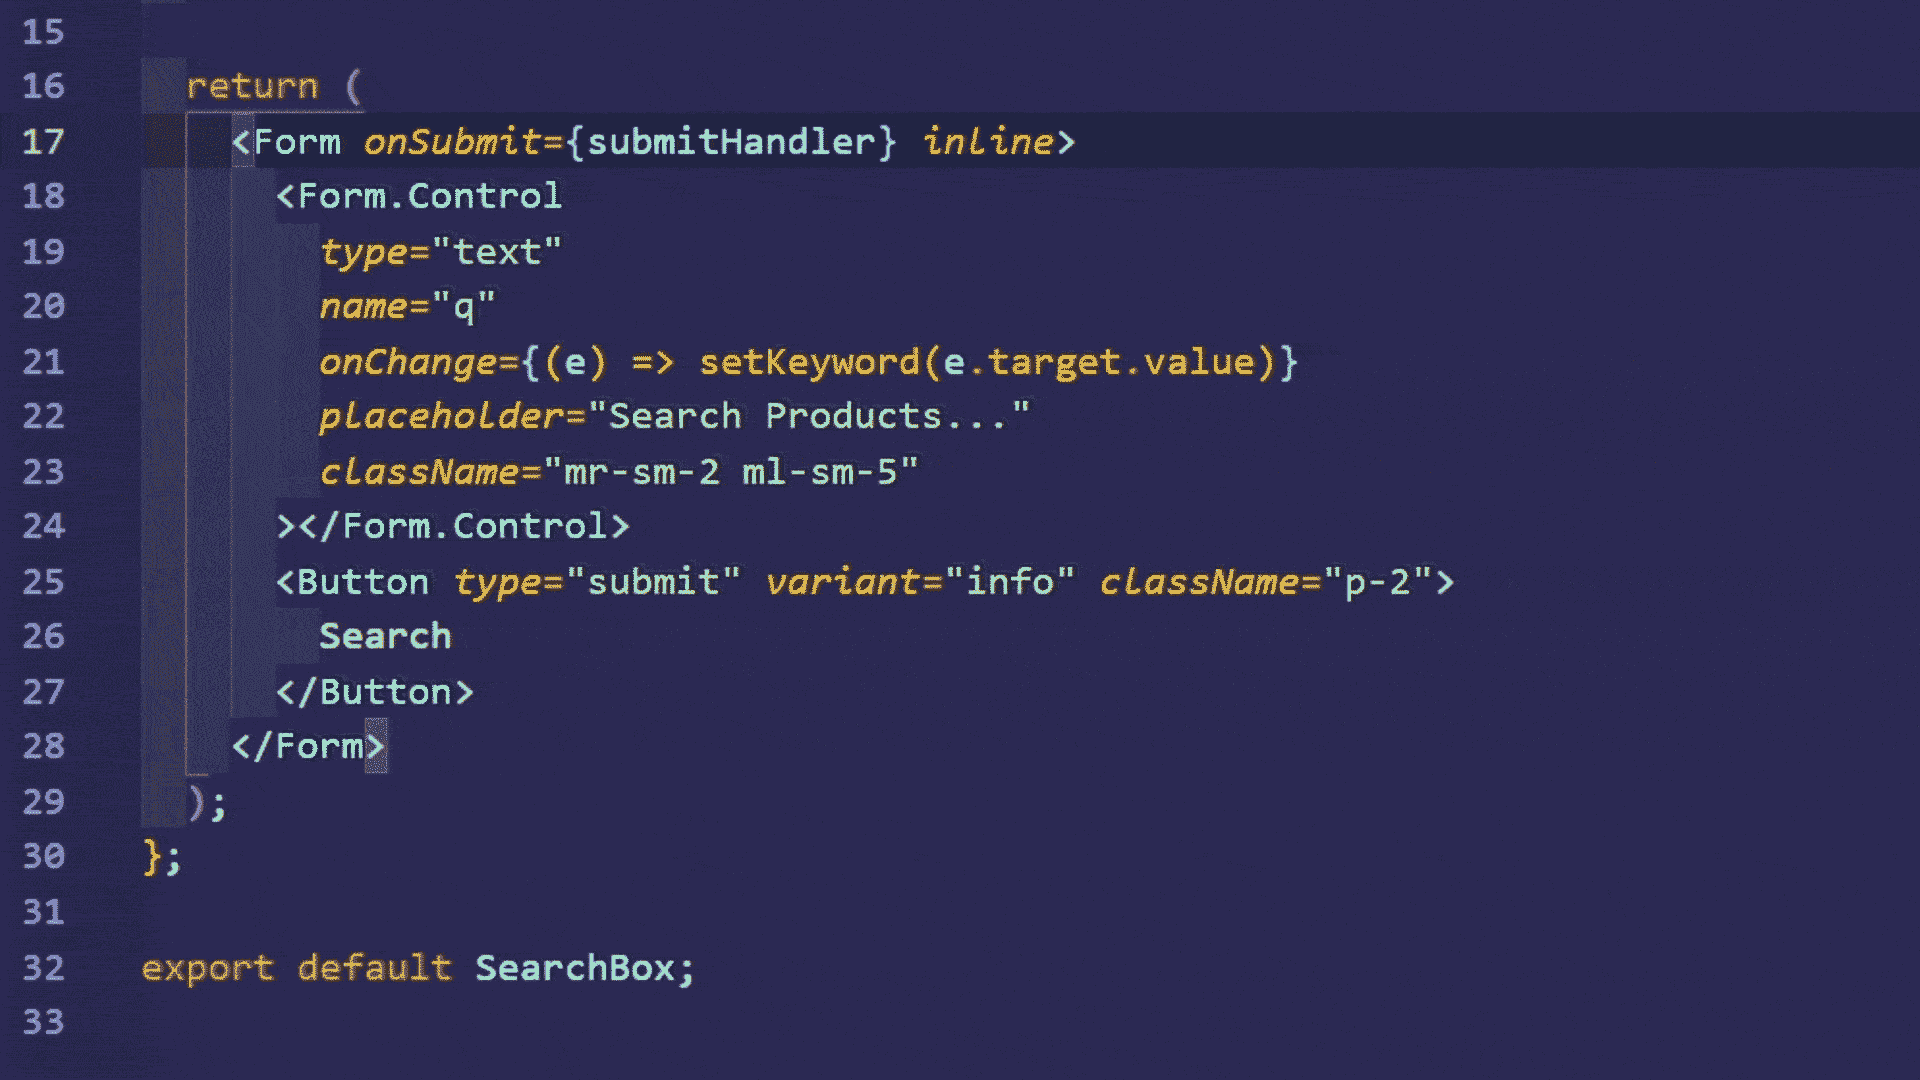 15
16 return (
17 <Form onSubmit={submitHandler} inline>
18 <Form.Control
19 type="text"
20 name="q"
21 onChange={(e) => setKeyword(e.target.value)}
22 placeholder="Search Products..."
23 className="mr-sm-2 ml-sm-5"
24 ></Form.Control>
25 <Button type="submit" variant="info" className="p-2">
26 Search
27 </Button>
28 </Form>
29 );
30 };
31
32 export default SearchBox;
33